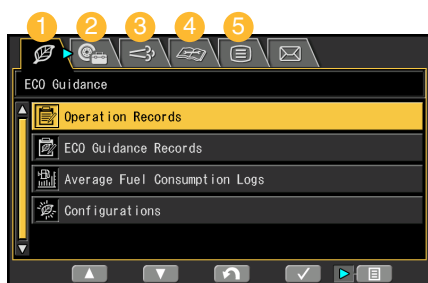 1 2 3 4 5
ECO Guidance
Operation Records
ECO Guidance Records
Average Fuel Consumption Logs
Configurations